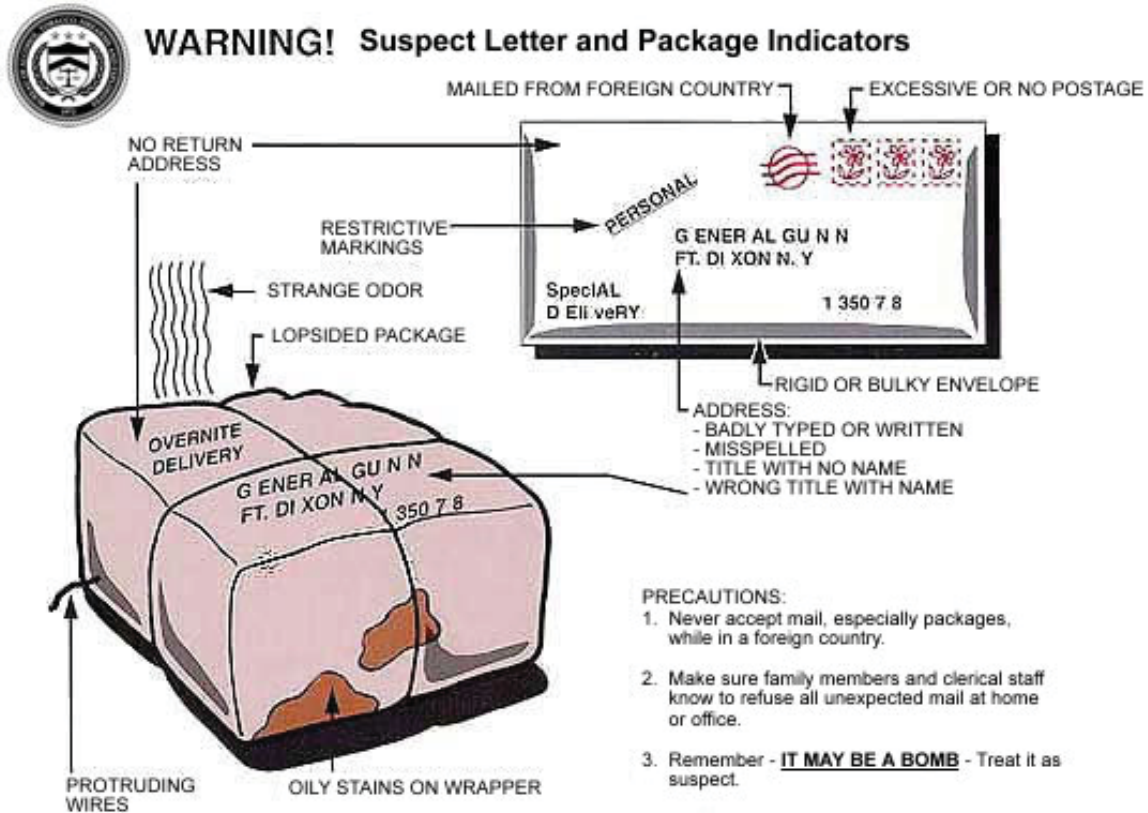 WARNING! Suspect Letter and Package Indicators
MAILED FROM FOREIGN COUNTRY
EXCESSIVE OR NO POSTAGE
NO RETURN
ADDRESS
RESTRICTIVE
MARKINGS
PERSONAL
G ENER AL GU N N
FT. DI XON N. Y
SpecIAL
D Eli veRY
1 350 7 8
STRANGE ODOR
LOPSIDED PACKAGE
RIGID OR BULKY ENVELOPE
ADDRESS:
- BADLY TYPED OR WRITTEN
- MISSPELLED
- TITLE WITH NO NAME
- WRONG TITLE WITH NAME
OVERNITE
DELIVERY
G ENER AL GU N N
FT. DI XON N Y
350 7 8
PRECAUTIONS:
1. Never accept mail, especially packages,
while in a foreign country.
2. Make sure family members and clerical staff
know to refuse all unexpected mail at home
or office.
3. Remember - IT MAY BE A BOMB - Treat it as
suspect.
PROTRUDING
WIRES
OILY STAINS ON WRAPPER